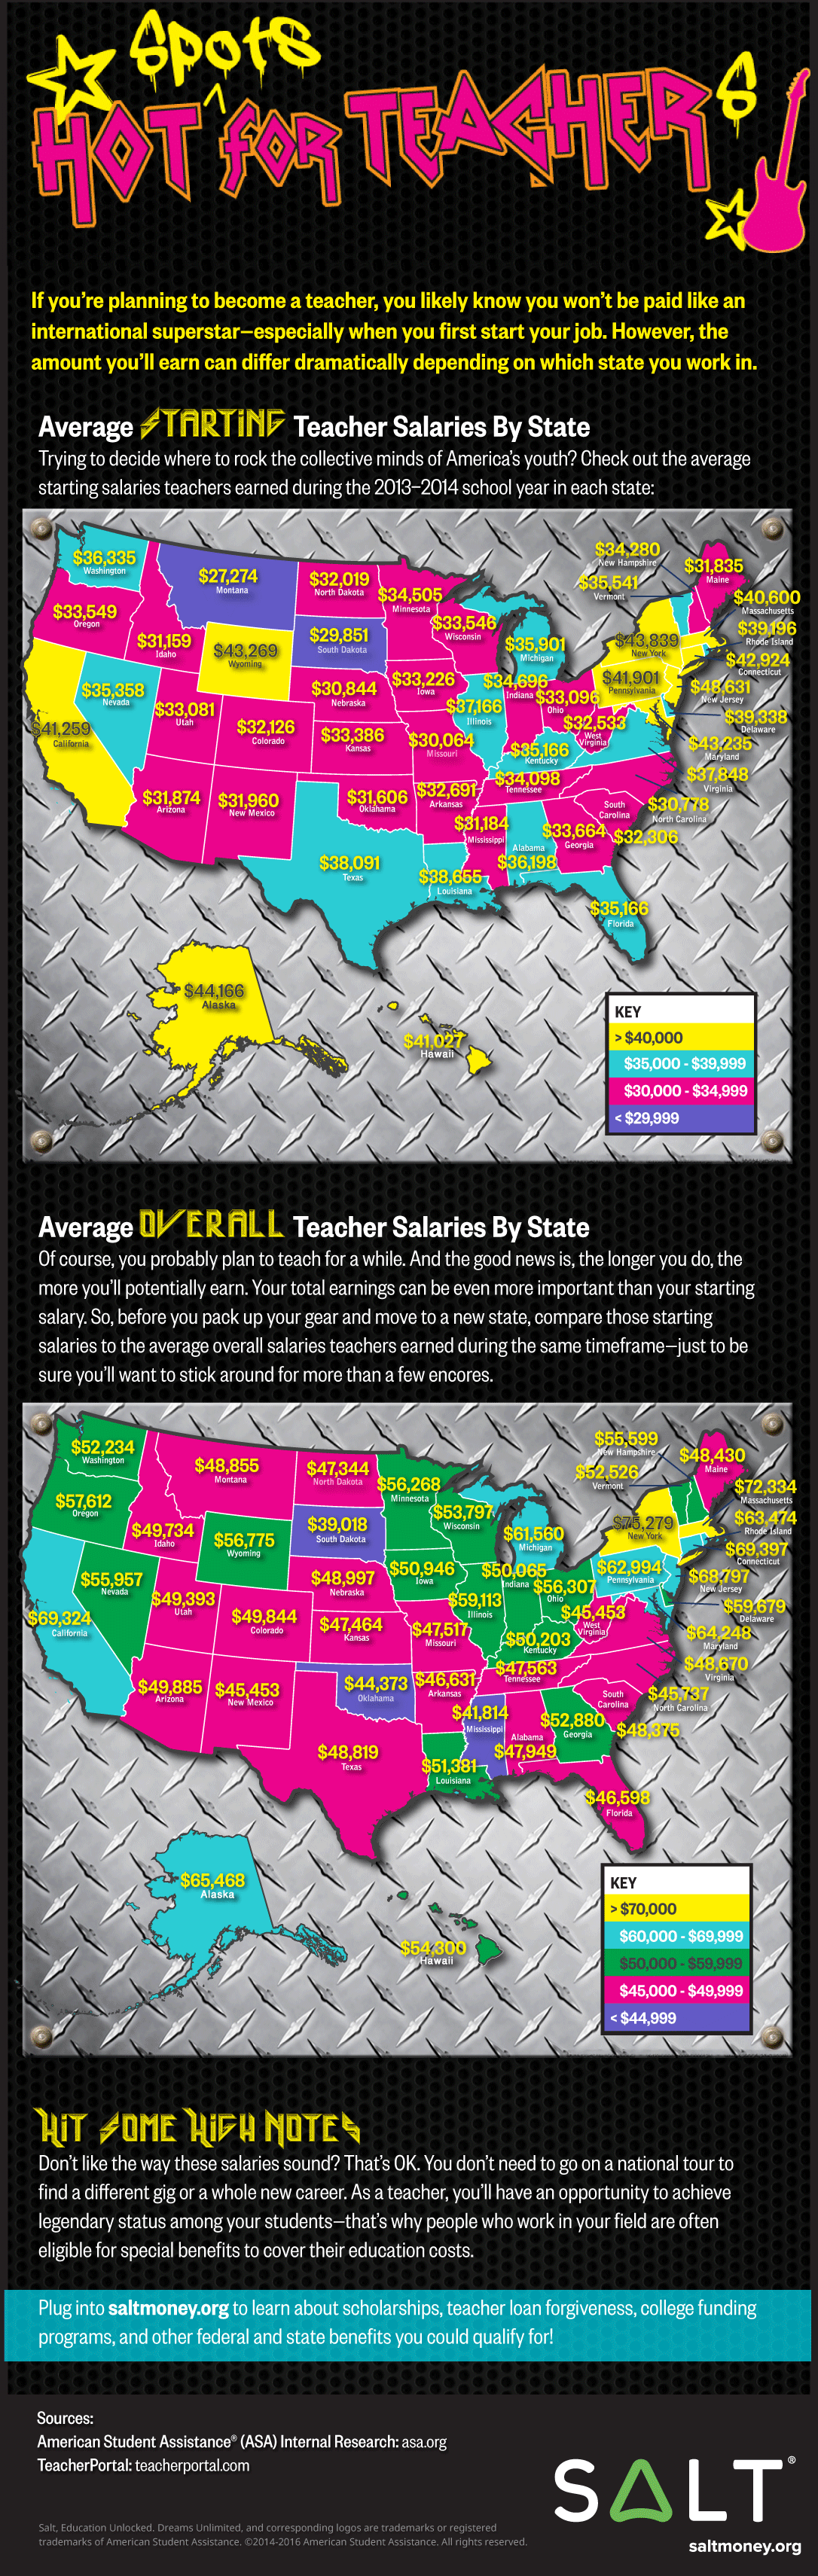 SPOTS
HOT FOR TEACHERS
If you're planning to become a teacher, you likely know you won't be paid like an
international superstar—especially when you first start your job. However, the
amount you'll earn can differ dramatically depending on which state you work in.
Average STARTING Teacher Salaries By State
Trying to decide where to rock the collective minds of America's youth? Check out the average
starting salaries teachers earned during the 2013–2014 school year in each state:
$36,335
Washington
$27,274
Montana
$32,019
North Dakota
$34,505
Minnesota
$34,280
New Hampshire
$35,541
Vermont
$31,835
Maine
$40,600
Massachusetts
$39,196
Rhode Island
$42,924
Connecticut
$33,549
Oregon
$31,159
Idaho
$43,269
Wyoming
$29,851
South Dakota
$33,546
Wisconsin
$35,901
Michigan
$43,839
New York
$41,901
Pennsylvania
$48,631
New Jersey
$39,338
Delaware
$43,235
Maryland
$37,848
Virginia
$35,358
Nevada
$33,081
Utah
$30,844
Nebraska
$33,226
Iowa
$37,166
Illinois
$34,696
Indiana
$33,096
Ohio
$32,533
West
Virginia
$41,259
California
$32,126
Colorado
$33,386
Kansas
$30,064
Missouri
$35,166
Kentucky
$34,098
Tennessee
$30,778
North Carolina
South
Carolina
$32,306
$31,874
Arizona
$31,960
New Mexico
$31,606
Oklahoma
$32,691
Arkansas
$31,184
Mississippi
Alabama
$36,198
$33,664
Georgia
$38,091
Texas
$38,655
Louisiana
$35,166
Florida
$44,166
Alaska
$41,027
Hawaii
KEY
> $40,000
$35,000 - $39,999
$30,000 - $34,999
< $29,999
Average OVERALL Teacher Salaries By State
Of course, you probably plan to teach for a while. And the good news is, the longer you do, the
more you'll potentially earn. Your total earnings can be even more important than your starting
salary. So, before you pack up your gear and move to a new state, compare those starting
salaries to the average overall salaries teachers earned during the same timeframe—just to be
sure you'll want to stick around for more than a few encores.
$52,234
Washington
$48,855
Montana
$47,344
North Dakota
$56,268
Minnesota
$55,599
New Hampshire
$52,526
Vermont
$48,430
Maine
$72,334
Massachusetts
$63,474
Rhode Island
$69,397
Connecticut
$57,612
Oregon
$49,734
Idaho
$56,775
Wyoming
$39,018
South Dakota
$53,797
Wisconsin
$61,560
Michigan
$75,279
New York
$62,994
Pennsylvania
$68,797
New Jersey
$59,679
Delaware
$64,248
Maryland
$48,670
Virginia
$55,957
Nevada
$49,393
Utah
$48,997
Nebraska
$50,946
Iowa
$59,113
Illinois
$50,065
Indiana
$56,307
Ohio
$45,453
West
Virginia
$69,324
California
$49,844
Colorado
$47,464
Kansas
$47,517
Missouri
$50,203
Kentucky
$47,563
Tennessee
$45,737
North Carolina
South
Carolina
$48,375
$49,885
Arizona
$45,453
New Mexico
$44,373
Oklahoma
$46,631
Arkansas
$41,814
Mississippi
Alabama
$47,949
$52,880
Georgia
$48,819
Texas
$51,381
Louisiana
$46,598
Florida
$65,468
Alaska
$54,300
Hawaii
KEY
> $70,000
$60,000 - $69,999
$50,000 - $59,999
$45,000 - $49,999
< $44,999
HIT SOME HIGH NOTES
Don't like the way these salaries sound? That's OK. You don't need to go on a national tour to
find a different gig or a whole new career. As a teacher, you'll have an opportunity to achieve
legendary status among your students—that's why people who work in your field are often
eligible for special benefits to cover their education costs.
Plug into saltmoney.org to learn about scholarships, teacher loan forgiveness, college funding
programs, and other federal and state benefits you could qualify for!
Sources:
American Student Assistance® (ASA) Internal Research: asa.org
TeacherPortal: teacherportal.com
SALT®
Salt, Education Unlocked. Dreams Unlimited, and corresponding logos are trademarks or registered
trademarks of American Student Assistance. ©2014-2016 American Student Assistance. All rights reserved.
saltmoney.org